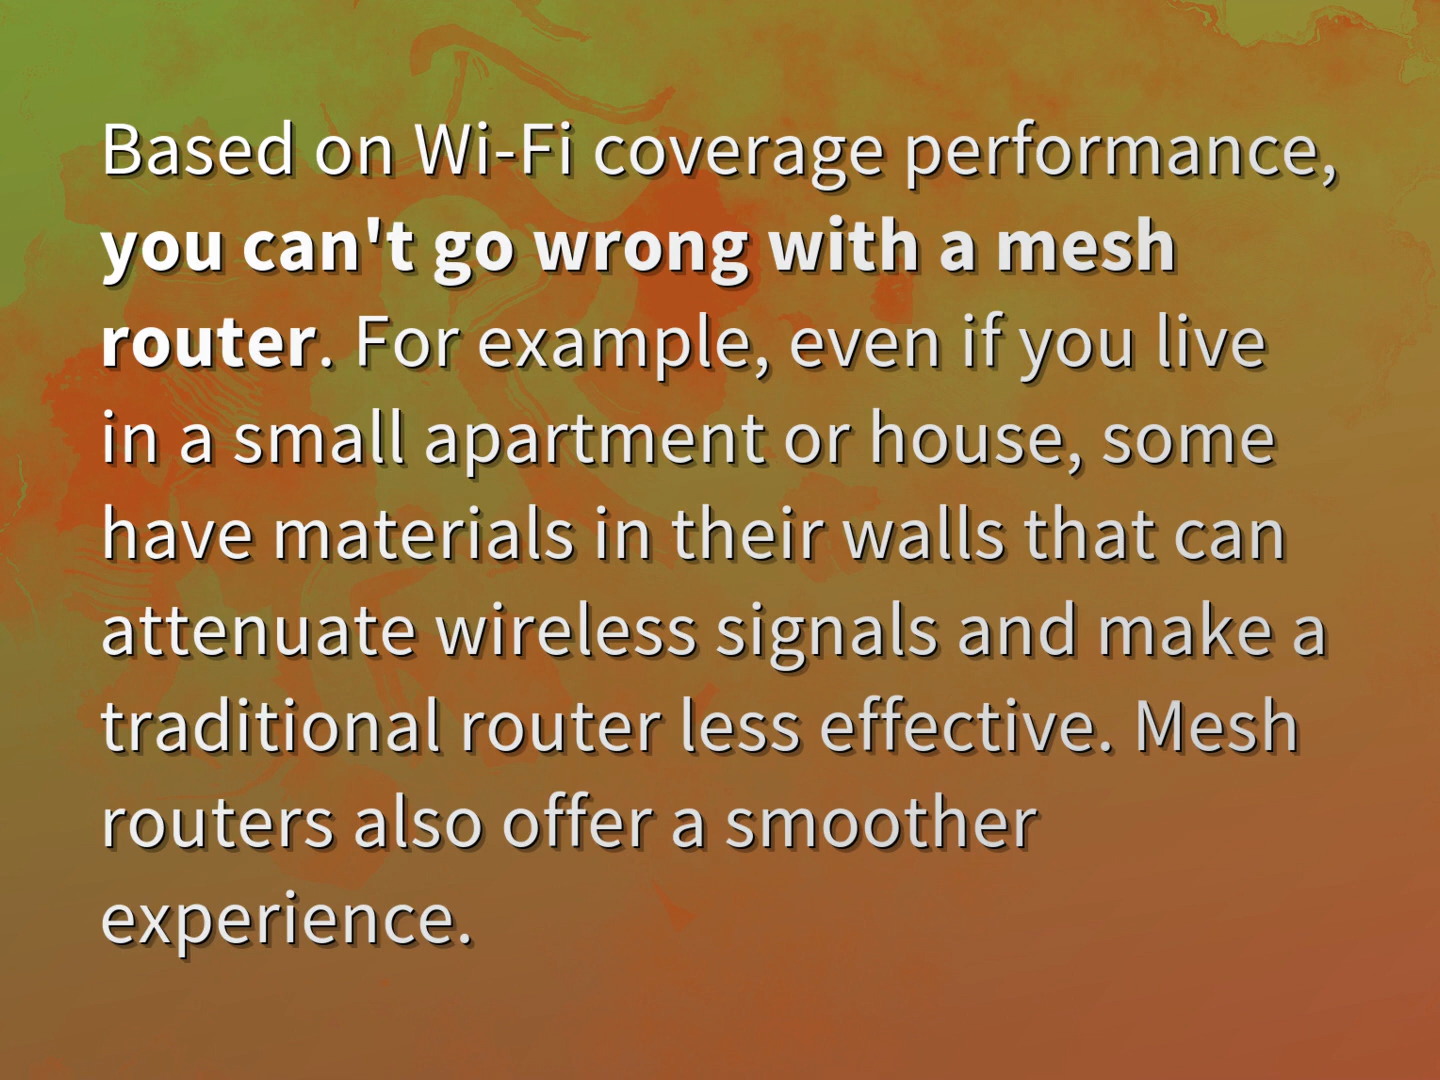 Based on Wi-Fi coverage performance,
you can't go wrong with a mesh
router. For example, even if you live
in a small apartment or house, some
have materials in their walls that can
attenuate wireless signals and make a
traditional router less effective. Mesh
routers also offer a smoother
experience.